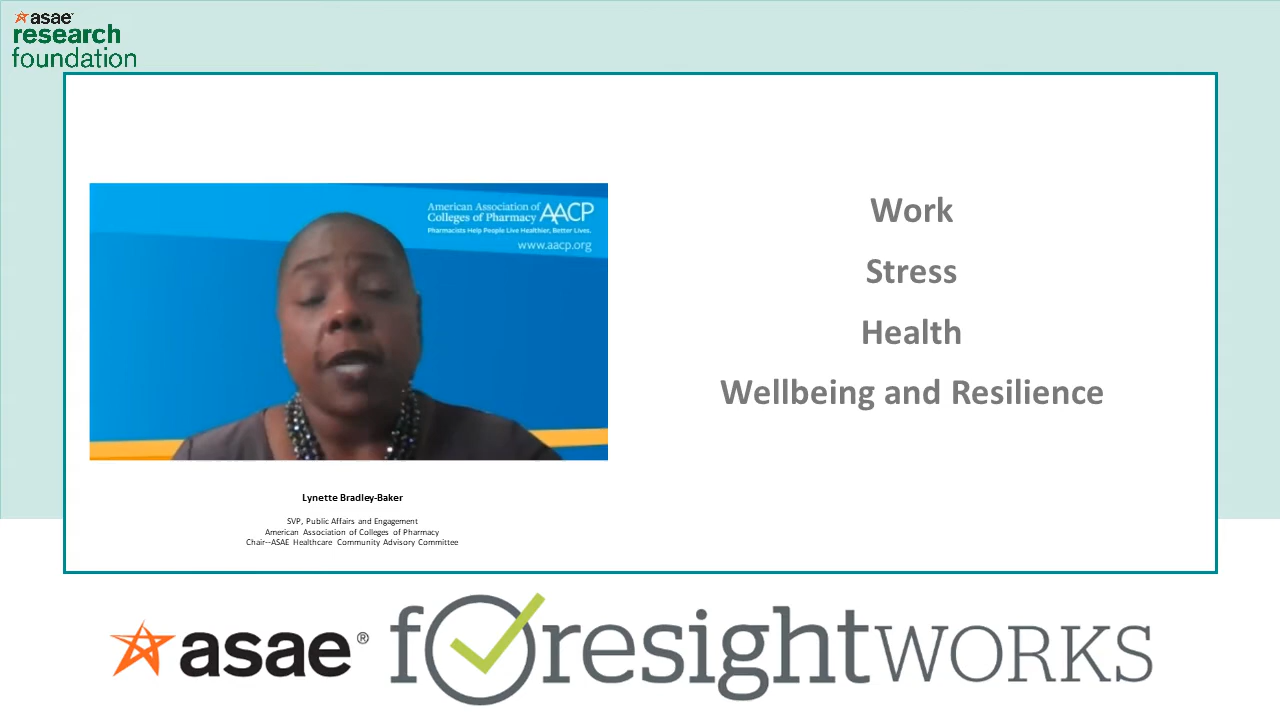 asae
research
foundation
American Association of
Colleges of Pharmacy AACP
Pharmacists Help People Live Healthier, Better Lives.
www.aacp.org
Work
Stress
Health
Wellbeing and Resilience
Lynette Bradley-Baker
SVP, Public Affairs and Engagement
American Association of Colleges of Pharmacy
Chair--ASAE Healthcare Community Advisory Committee
asae® foresightWORKS